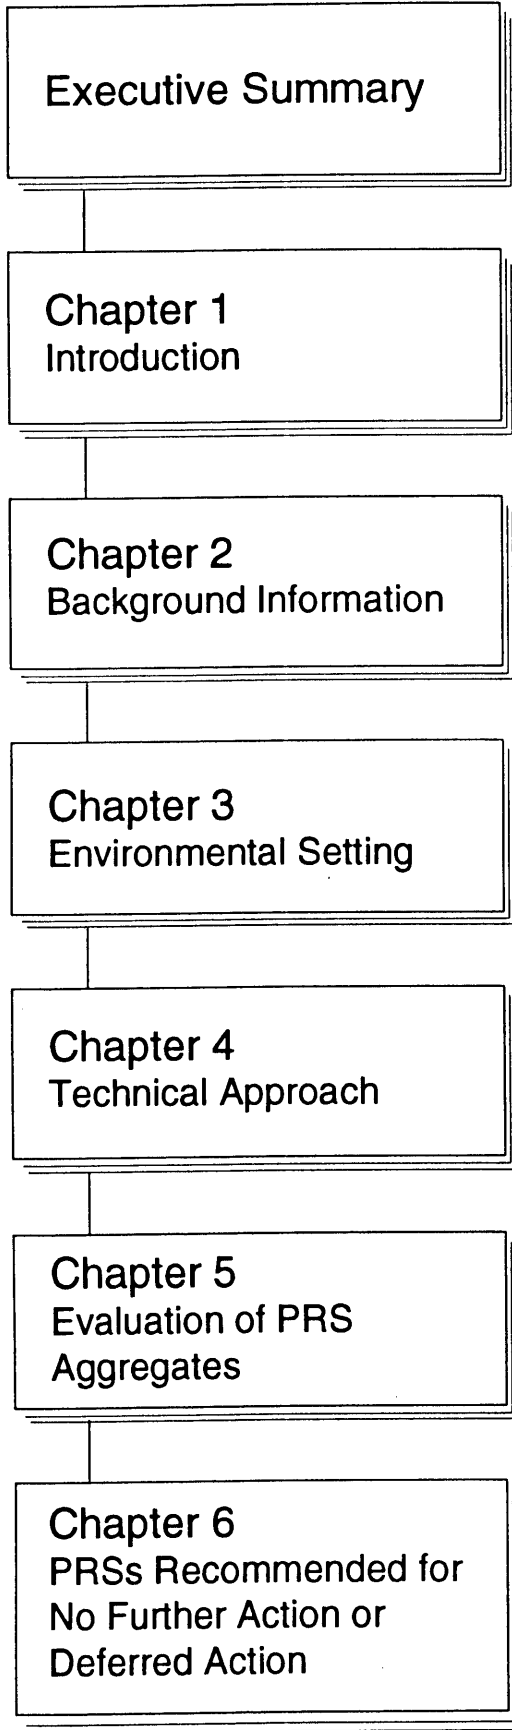 Executive Summary
Chapter 1
Introduction
Chapter 2
Background Information
Chapter 3
Environmental Setting
Chapter 4
Technical Approach
Chapter 5
Evaluation of PRS
Aggregates
Chapter 6
PRSs Recommended for
No Further Action or
Deferred Action